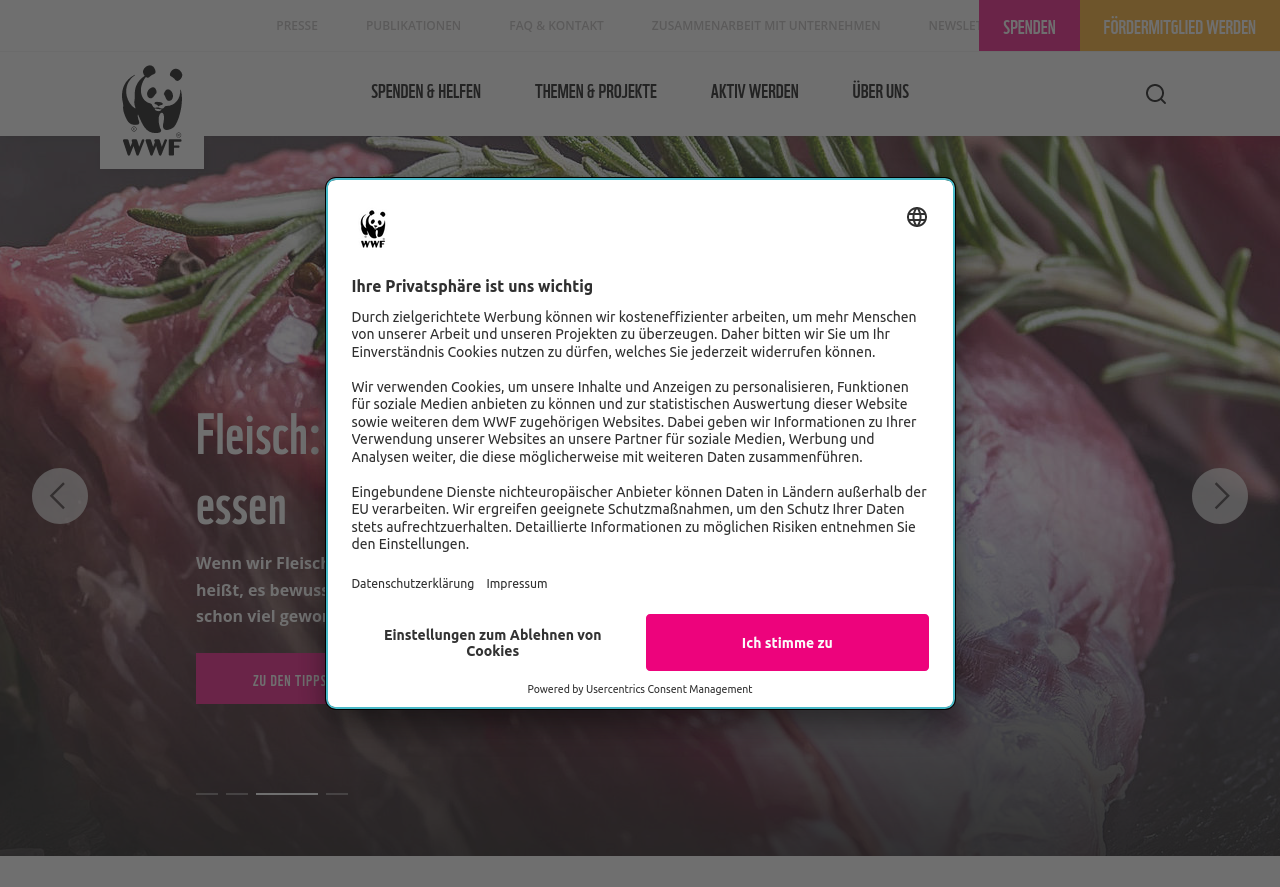 PRESSE
PUBLIKATIONEN
FAQ & KONTAKT
ZUSAMMENARBEIT MIT UNTERNEHMEN
NEWSLET
SPENDEN
FÖRDERMITGLIED WERDEN
WWF
SPENDEN & HELFEN
THEMEN & PROJEKTE
AKTIV WERDEN
ÜBER UNS
WWF
Ihre Privatsphäre ist uns wichtig
Durch zielgerichtete Werbung können wir kosteneffizienter arbeiten, um mehr Menschen
von unserer Arbeit und unseren Projekten zu überzeugen. Daher bitten wir Sie um Ihr
Einverständnis Cookies nutzen zu dürfen, welches Sie jederzeit widerrufen können.
Wir verwenden Cookies, um unsere Inhalte und Anzeigen zu personalisieren, Funktionen
für soziale Medien anbieten zu können und zur statistischen Auswertung dieser Website
sowie weiteren dem WWF zugehörigen Websites. Dabei geben wir Informationen zu Ihrer
Verwendung unserer Websites an unsere Partner für soziale Medien, Werbung und
Analysen weiter, die diese möglicherweise mit weiteren Daten zusammenführen.
Eingebundene Dienste nichteuropäischer Anbieter können Daten in Ländern außerhalb der
EU verarbeiten. Wir ergreifen geeignete Schutzmaßnahmen, um den Schutz Ihrer Daten
stets aufrechtzuerhalten. Detaillierte Informationen zu möglichen Risiken entnehmen Sie
den Einstellungen.
Datenschutzerklärung
Impressum
Einstellungen zum Ablehnen von
Cookies
Ich stimme zu
Powered by Usercentrics Consent Management
Fleisch:
essen
Wenn wir Fleisch
heißt, es bewuss
schon viel gewo
ZU DEN TIPPS